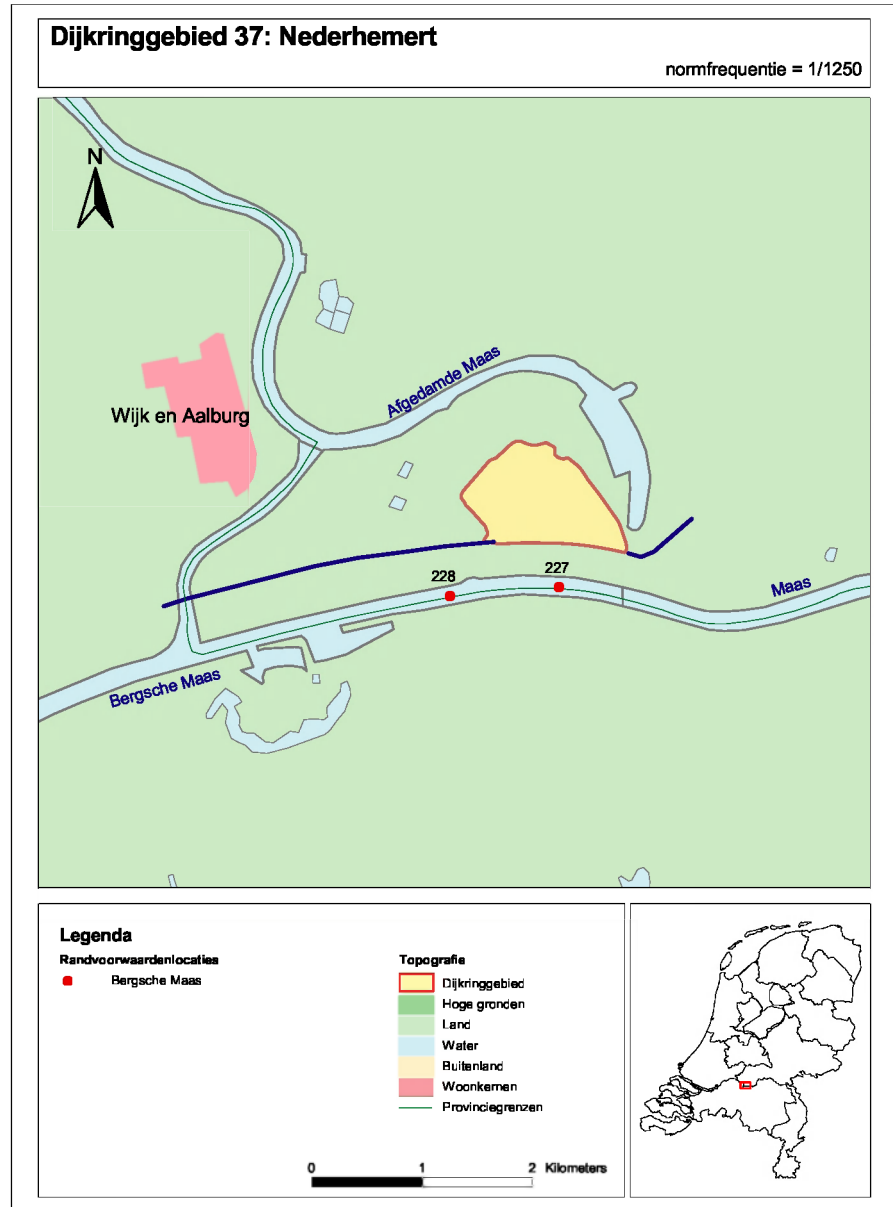 Dijkringgebied 37: Nederhemert
normfrequentie = 1/1250
N
Afgedamde Maas
Wijk en Aalburg
228
227
Maas
Bergsche Maas
Legenda
Randvoorwaardenlocaties
Bergsche Maas
Topografie
Dijkringgebied
Hoge gronden
Land
Water
Buitenland
Woonkernen
Provinciegrenzen
0 1 2 Kilometers